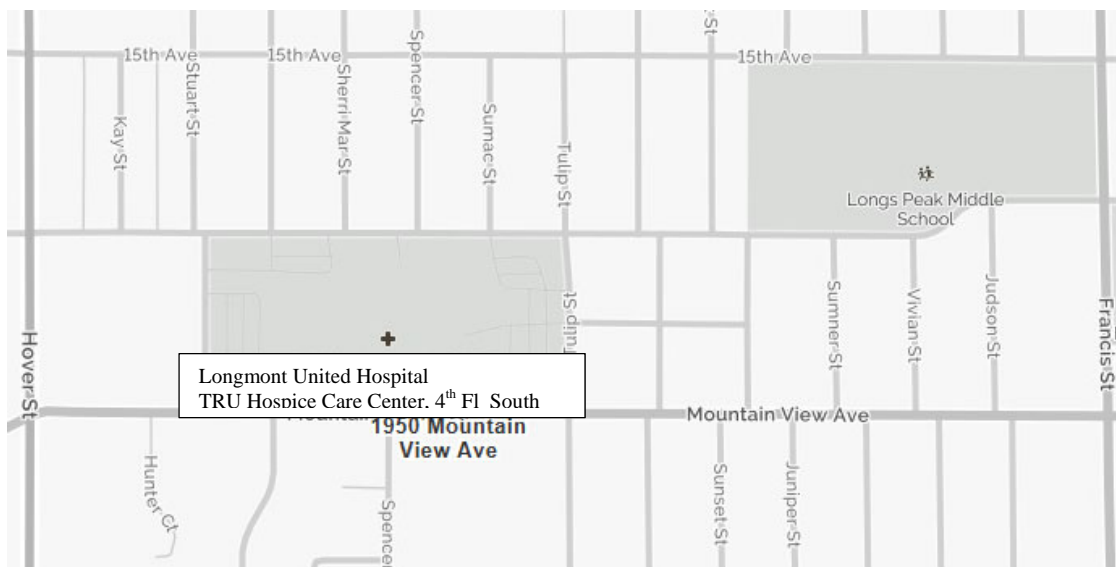 15th Ave
15th Ave
15th Ave
Kay St
Stuart St
Sherri Mar St
Spencer St
Sumac St
Tulip St
St
Longs Peak Middle
School
Hover St
Tulip St
Sumner St
Vivian St
Judson St
Francis St
Longmont United Hospital
TRU Hospice Care Center, 4th Fl South
Mountain View Ave
1950 Mountain
View Ave
Hunter Ct
Spencer
Sunset St
Juniper St